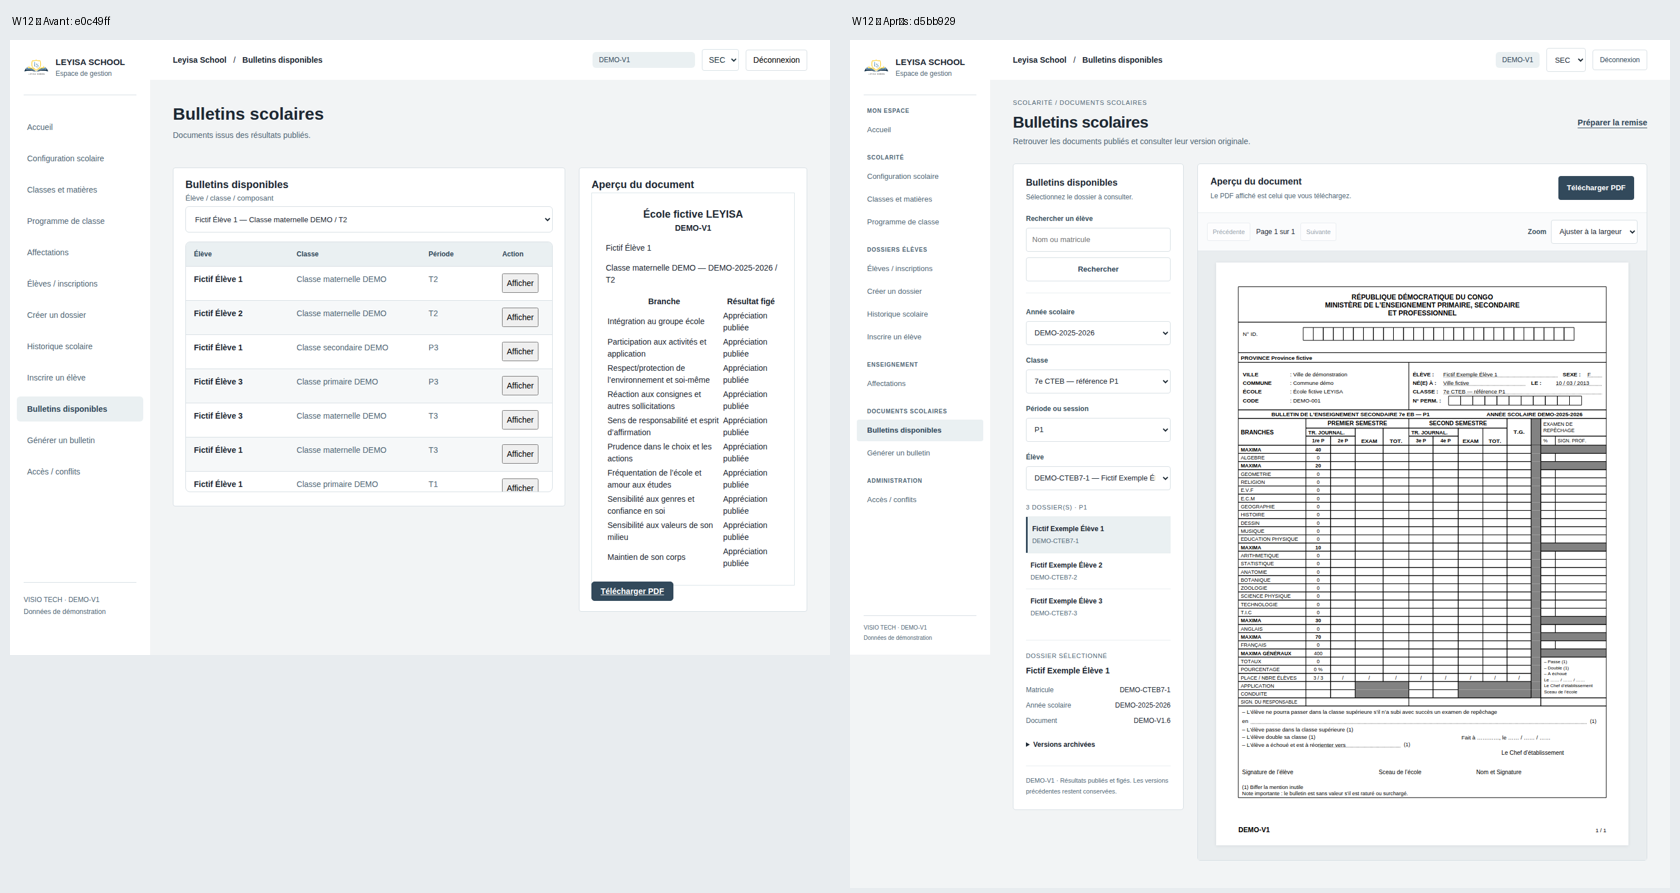 W12 Avant: e0c49ff
LEYISA SCHOOL
Espace de gestion
Leyisa School / Bulletins disponibles
DEMO-V1
SEC
Déconnexion
Accueil
Configuration scolaire
Classes et matières
Programme de classe
Affectations
Élèves / inscriptions
Créer un dossier
Historique scolaire
Inscrire un élève
Bulletins disponibles
Générer un bulletin
Accès / conflits
VISIO TECH · DEMO-V1
Données de démonstration
Bulletins scolaires
Documents issus des résultats publiés.
Bulletins disponibles
Élève / classe / composant
Fictif Élève 1 — Classe maternelle DEMO / T2
Élève Classe Période Action
Fictif Élève 1 Classe maternelle DEMO T2 Afficher
Fictif Élève 2 Classe maternelle DEMO T2 Afficher
Fictif Élève 1 Classe secondaire DEMO P3 Afficher
Fictif Élève 3 Classe primaire DEMO P3 Afficher
Fictif Élève 3 Classe maternelle DEMO T3 Afficher
Fictif Élève 1 Classe maternelle DEMO T3 Afficher
Fictif Élève 1 Classe primaire DEMO T1 Afficher
Aperçu du document
École fictive LEYISA
DEMO-V1
Fictif Élève 1
Classe maternelle DEMO — DEMO-2025-2026 /
T2
Branche Résultat figé
Intégration au groupe école Appréciation publiée
Participation aux activités et application Appréciation publiée
Respect/protection de l'environnement et soi-même Appréciation publiée
Réaction aux consignes et autres sollicitations Appréciation publiée
Sens de responsabilité et esprit d'affirmation Appréciation publiée
Prudence dans le choix et les actions Appréciation publiée
Fréquentation de l'école et amour aux études Appréciation publiée
Sensibilité aux genres et confiance en soi Appréciation publiée
Sensibilité aux valeurs de son milieu Appréciation publiée
Maintien de son corps Appréciation publiée
Télécharger PDF
W12 Après: d5bb929
LEYISA SCHOOL
Espace de gestion
Leyisa School / Bulletins disponibles
DEMO-V1
SEC
Déconnexion
MON ESPACE
Accueil
SCOLARITÉ
Configuration scolaire
Classes et matières
Programme de classe
DOSSIERS ÉLÈVES
Élèves / inscriptions
Créer un dossier
Historique scolaire
Inscrire un élève
ENSEIGNEMENT
Affectations
DOCUMENTS SCOLAIRES
Bulletins disponibles
Générer un bulletin
ADMINISTRATION
Accès / conflits
VISIO TECH · DEMO-V1
Données de démonstration
SCOLARITÉ / DOCUMENTS SCOLAIRES
Bulletins scolaires
Préparer la remise
Retrouver les documents publiés et consulter leur version originale.
Bulletins disponibles
Sélectionnez le dossier à consulter.
Rechercher un élève
Nom ou matricule
Rechercher
Année scolaire
DEMO-2025-2026
Classe
7e CTEB — référence P1
Période ou session
P1
Élève
DEMO-CTEB7-1 — Fictif Exemple É
3 DOSSIER(S) · P1
Fictif Exemple Élève 1
DEMO-CTEB7-1
Fictif Exemple Élève 2
DEMO-CTEB7-2
Fictif Exemple Élève 3
DEMO-CTEB7-3
DOSSIER SÉLECTIONNÉ
Fictif Exemple Élève 1
Matricule DEMO-CTEB7-1
Année scolaire DEMO-2025-2026
Document DEMO-V1.6
Versions archivées
DEMO-V1 · Résultats publiés et figés. Les versions
précédentes restent conservées.
Aperçu du document
Le PDF affiché est celui que vous téléchargez.
Télécharger PDF
Précédente Page 1 sur 1 Suivante
Zoom Ajuster à la largeur
RÉPUBLIQUE DÉMOCRATIQUE DU CONGO
MINISTÈRE DE L'ENSEIGNEMENT PRIMAIRE, SECONDAIRE
ET PROFESSIONNEL
N° ID.
PROVINCE Province fictive
VILLE : Ville de démonstration ÉLÈVE : Fictif Exemple Élève 1 SEXE : F
COMMUNE : Commune démo NÉ(E) À : Ville fictive LE : 10 / 03 / 2013
ÉCOLE : École fictive LEYISA CLASSE : 7e CTEB — référence P1
CODE : DEMO-001 N° PERM. :
BULLETIN DE L'ENSEIGNEMENT SECONDAIRE 7e EB — P1 ANNÉE SCOLAIRE DEMO-2025-2026
BRANCHES PREMIER SEMESTRE SECOND SEMESTRE T.G. EXAMEN DE REPÊCHAGE
TR. JOURNAL. TR. JOURNAL.
1re P 2e P EXAM TOT. 3e P 4e P EXAM TOT. % SIGN. PROF.
MAXIMA 40
ALGEBRE 0
MAXIMA 20
GEOMETRIE 0
RELIGION 0
E.V.F 0
E.C.M 0
GEOGRAPHIE 0
HISTOIRE 0
DESSIN 0
MUSIQUE 0
EDUCATION PHYSIQUE 0
MAXIMA 10
ARITHMETIQUE 0
STATISTIQUE 0
ANATOMIE 0
BOTANIQUE 0
ZOOLOGIE 0
SCIENCE PHYSIQUE 0
TECHNOLOGIE 0
T.I.C 0
MAXIMA 30
ANGLAIS 0
MAXIMA 70
FRANÇAIS 0
MAXIMA GÉNÉRAUX 400
TOTAUX 0
POURCENTAGE 0 %
PLACE / NBRE ÉLÈVES 3 / 3 / / / / / / / /
APPLICATION
CONDUITE
SIGN. DU RESPONSABLE
– Passe (1)
– Double (1)
– A échoué
Le ....../ ....... / ......
Le Chef d'établissement
Sceau de l'école
– L'élève ne pourra passer dans la classe supérieure s'il n'a subi avec succès un examen de repêchage
en (1)
– L'élève passe dans la classe supérieure (1)
– L'élève double sa classe (1) Fait à .............. le ...... / ...... / ......
– L'élève a échoué et est à réorienter vers (1)
Le Chef d'établissement
Signature de l'élève Sceau de l'école Nom et Signature
(1) Biffer la mention inutile
Note importante : le bulletin est sans valeur s'il est raturé ou surchargé.
DEMO-V1 1 / 1